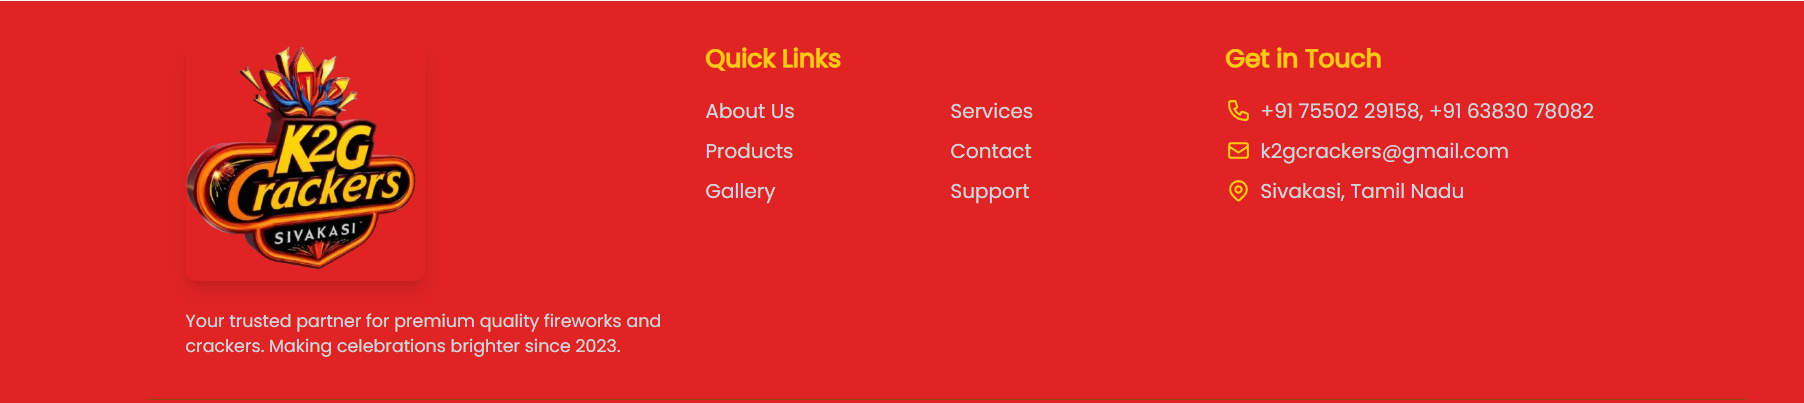 K2G
Crackers
SIVAKASI
Your trusted partner for premium quality fireworks and
crackers. Making celebrations brighter since 2023.
Quick Links
About Us
Products
Gallery
Services
Contact
Support
Get in Touch
+91 75502 29158, +91 63830 78082
k2gcrackers@gmail.com
Sivakasi, Tamil Nadu